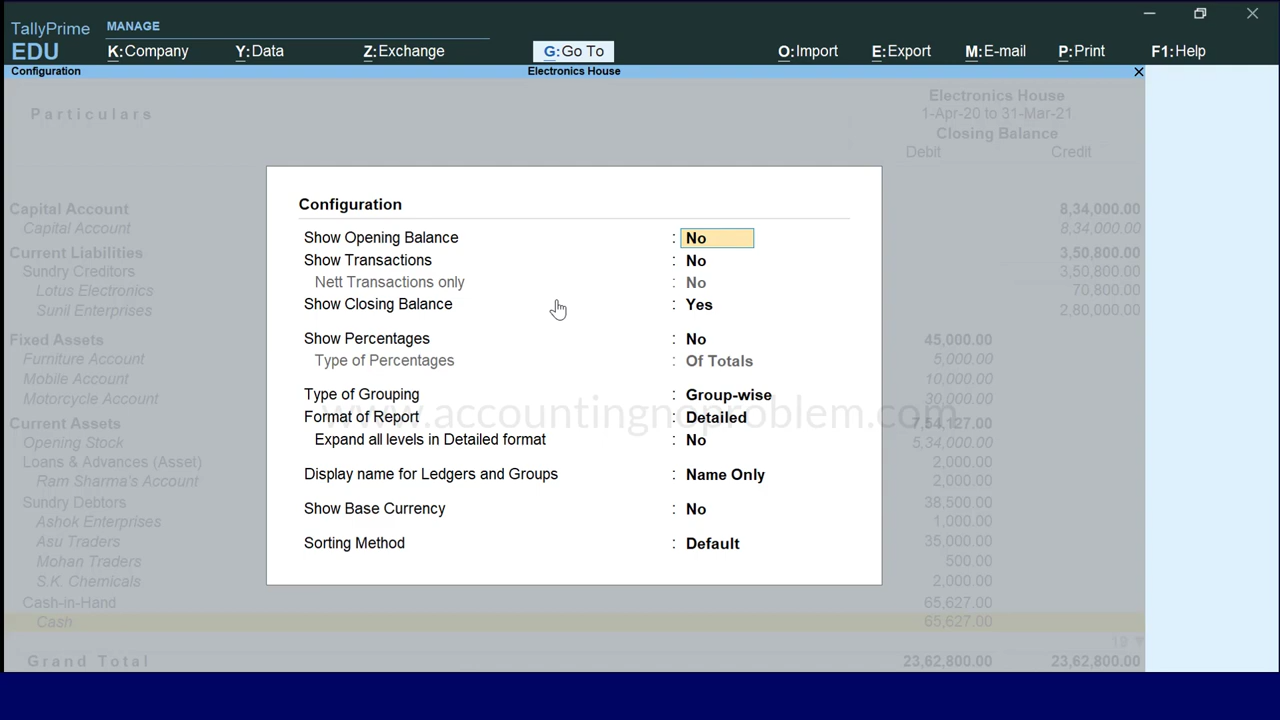 TallyPrime MANAGE
EDU K:Company Y:Data Z:Exchange G:Go To O:Import E:Export M:E-mail P:Print F1:Help
Configuration Electronics House
Electronics House
Particulars 1-Apr-20 to 31-Mar-21
Closing Balance
Debit Credit
Configuration
Capital Account 8,34,000.00
Capital Account 8,34,000.00
Show Opening Balance : No
Current Liabilities 3,50,800.00
Show Transactions : No
Sundry Creditors 3,50,800.00
Nett Transactions only : No
Lotus Electronics 70,800.00
Show Closing Balance : Yes
Sunil Enterprises 2,80,000.00
Show Percentages : No
Fixed Assets 45,000.00
Furniture Account 5,000.00
Type of Percentages : Of Totals
Mobile Account 10,000.00
Type of Grouping : Group-wise
Motorcycle Account 30,000.00
www.accountingnoproblem.com
Format of Report : Detailed
Current Assets 7,54,127.00
Expand all levels in Detailed format : No
Opening Stock 5,34,000.00
Loans & Advances (Asset) 2,000.00
Display name for Ledgers and Groups : Name Only
Ram Sharma's Account 2,000.00
Sundry Debtors 38,500.00
Show Base Currency : No
Ashok Enterprises 1,000.00
Asu Traders 35,000.00
Sorting Method : Default
Mohan Traders 500.00
S.K. Chemicals 2,000.00
Cash-in-Hand 65,627.00
Cash 65,627.00
19
Grand Total 23,62,800.00 23,62,800.00